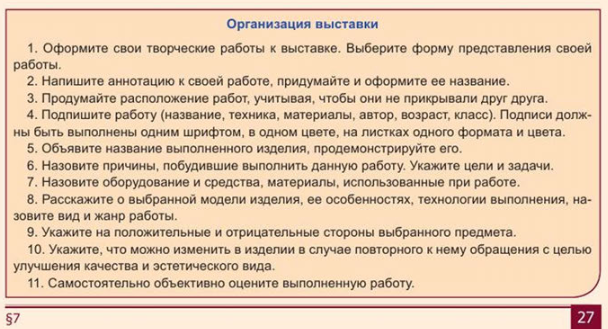 Организация выставки
1. Оформите свои творческие работы к выставке. Выберите форму представления своей
работы.
2. Напишите аннотацию к своей работе, придумайте и оформите ее название.
3. Продумайте расположение работ, учитывая, чтобы они не прикрывали друг друга.
4. Подпишите работу (название, техника, материалы, автор, возраст, класс). Подписи долж-
ны быть выполнены одним шрифтом, в одном цвете, на листках одного формата и цвета.
5. Объявите название выполненного изделия, продемонстрируйте его.
6. Назовите причины, побудившие выполнить данную работу. Укажите цели и задачи.
7. Назовите оборудование и средства, материалы, использованные при работе.
8. Расскажите о выбранной модели изделия, ее особенностях, технологии выполнения, на-
зовите вид и жанр работы.
9. Укажите на положительные и отрицательные стороны выбранного предмета.
10. Укажите, что можно изменить в изделии в случае повторного к нему обращения с целью
улучшения качества и эстетического вида.
11. Самостоятельно объективно оцените выполненную работу.
§7
27